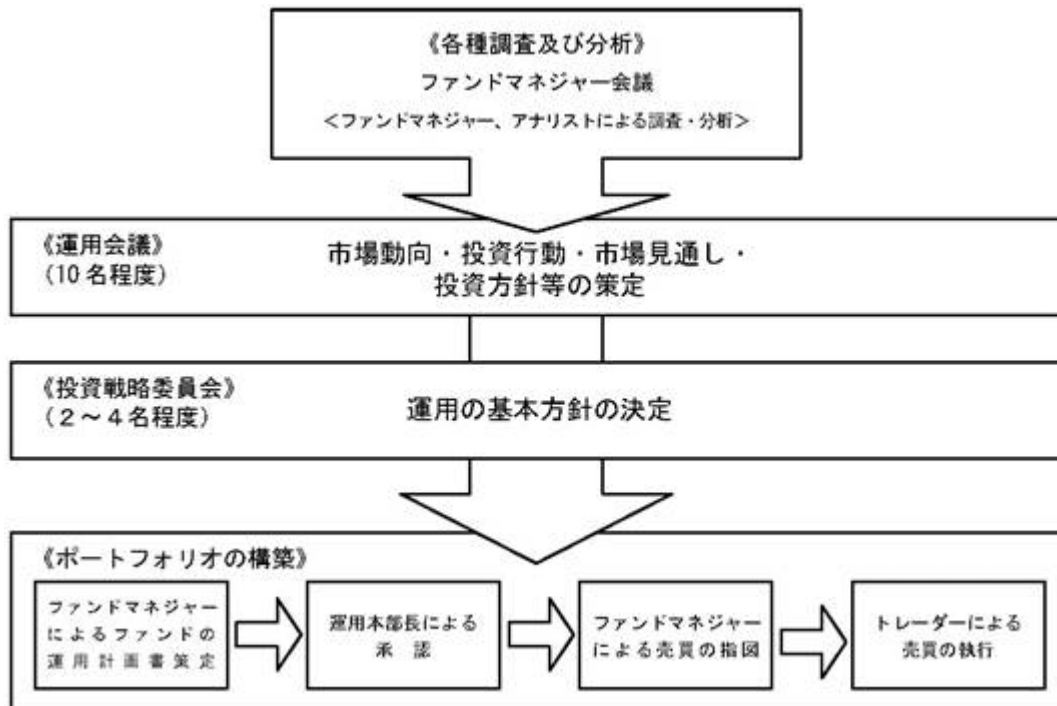 《各種調査及び分析》
ファンドマネジャー会議
＜ファンドマネジャー、アナリストによる調査・分析＞
《運用会議》
（10名程度）
市場動向・投資行動・市場見通し・
投資方針等の策定
《投資戦略委員会》
（２～４名程度）
運用の基本方針の決定
《ポートフォリオの構築》
ファンドマネジャー
によるファンドの
運用計画書策定
運用本部長による
承　認
ファンドマネジャー
による売買の指図
トレーダーによる
売買の執行